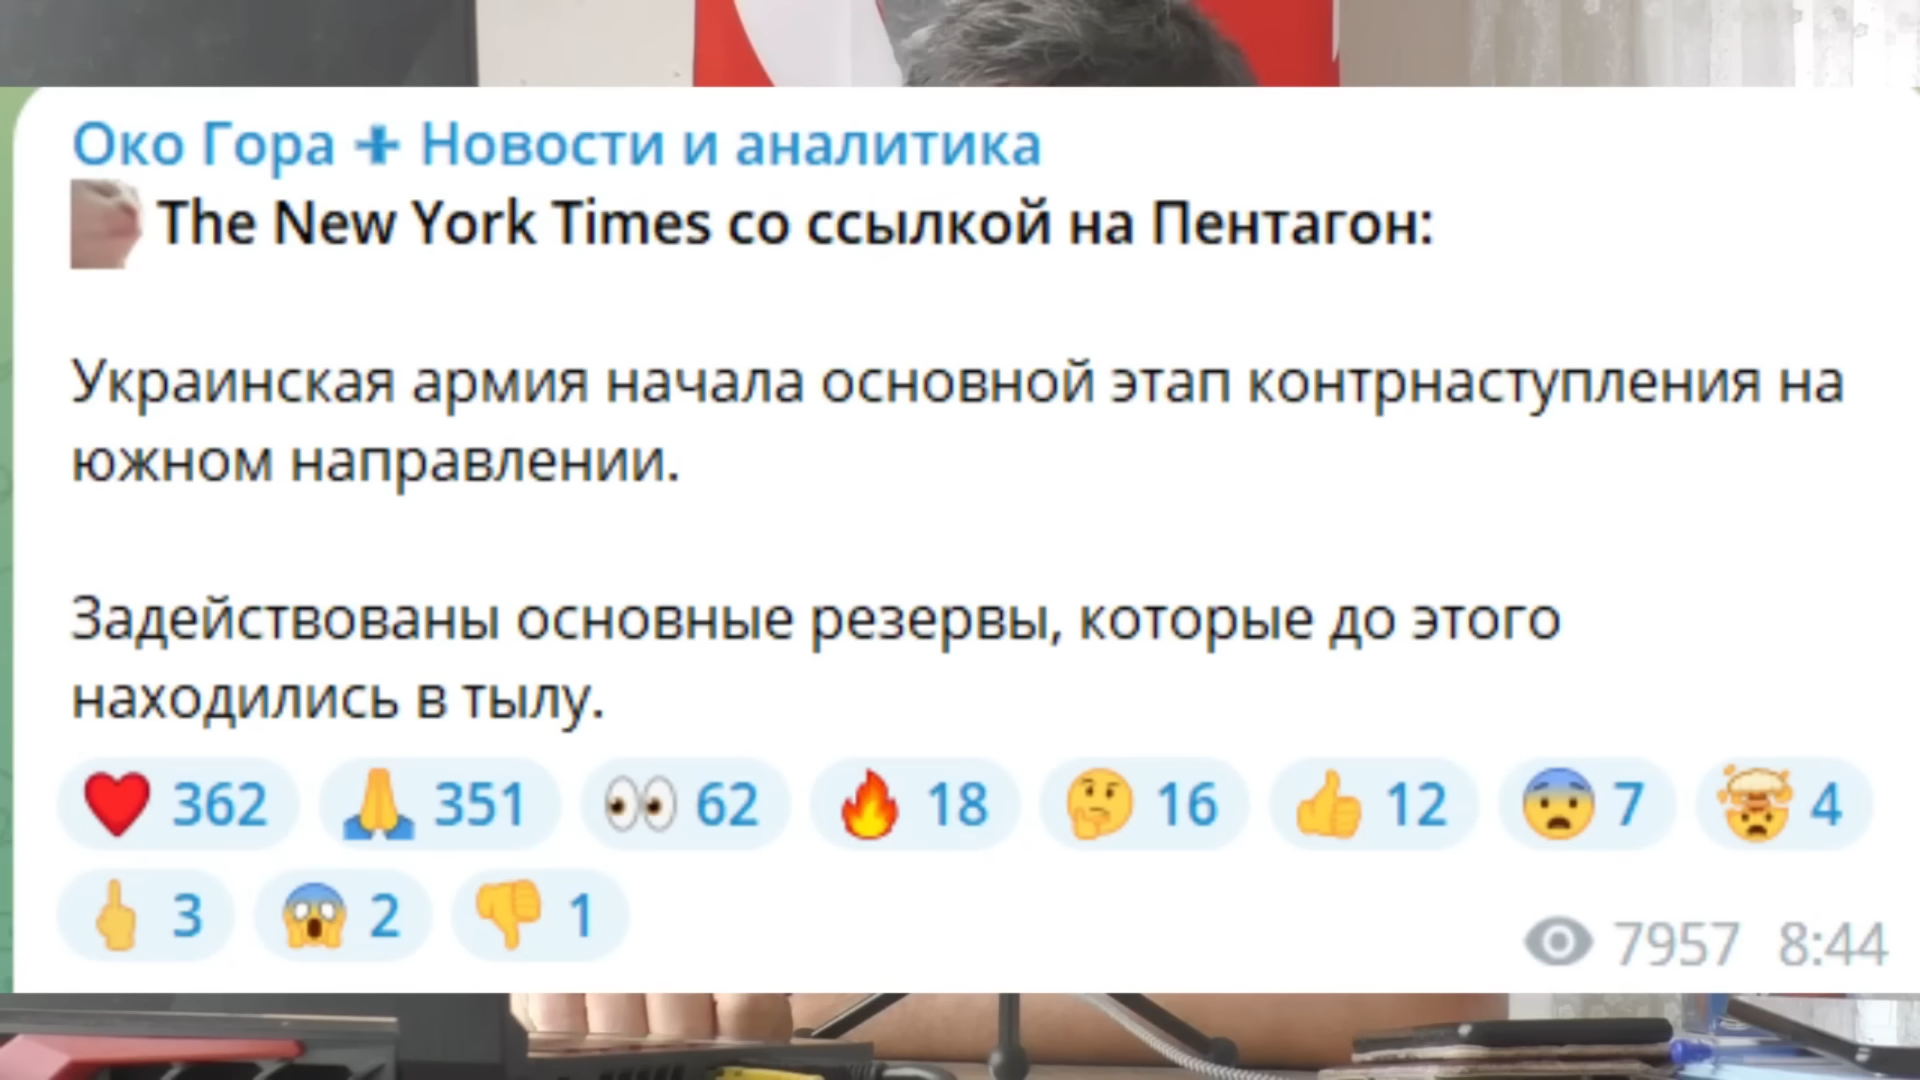 Око Гора ✚ Новости и аналитика
The New York Times со ссылкой на Пентагон:
Украинская армия начала основной этап контрнаступления на
южном направлении.
Задействованы основные резервы, которые до этого
находились в тылу.
❤ 362 🙏 351 👀 62 🔥 18 🤔 16 👍 12 😨 7 🤯 4
🖕 3 😱 2 👎 1
7957 8:44